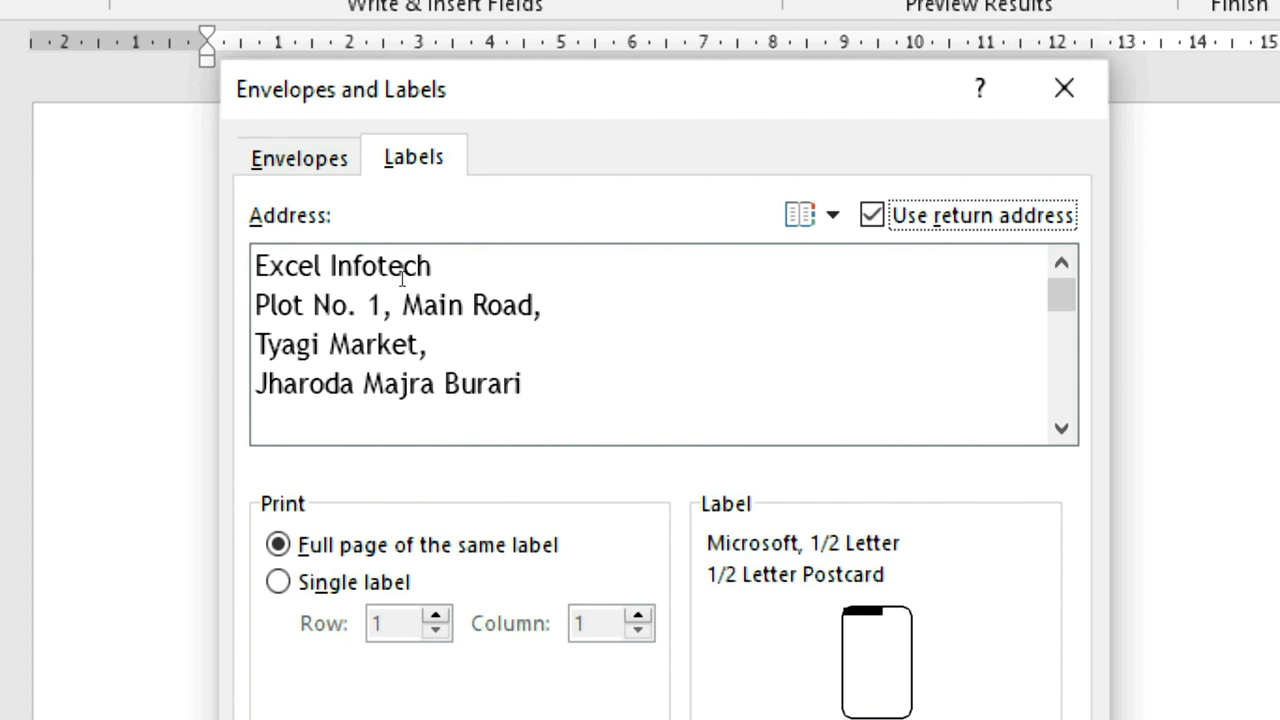 Write & Insert Fields Preview Results Finish
2 1 1 2 3 4 5 6 7 8 9 10 11 12 13 14 15
Envelopes and Labels ?
Envelopes Labels
Address: Use return address
Excel Infotech
Plot No. 1, Main Road,
Tyagi Market,
Jharoda Majra Burari
Print Label
Full page of the same label Microsoft, 1/2 Letter
Single label 1/2 Letter Postcard
Row: 1 Column: 1